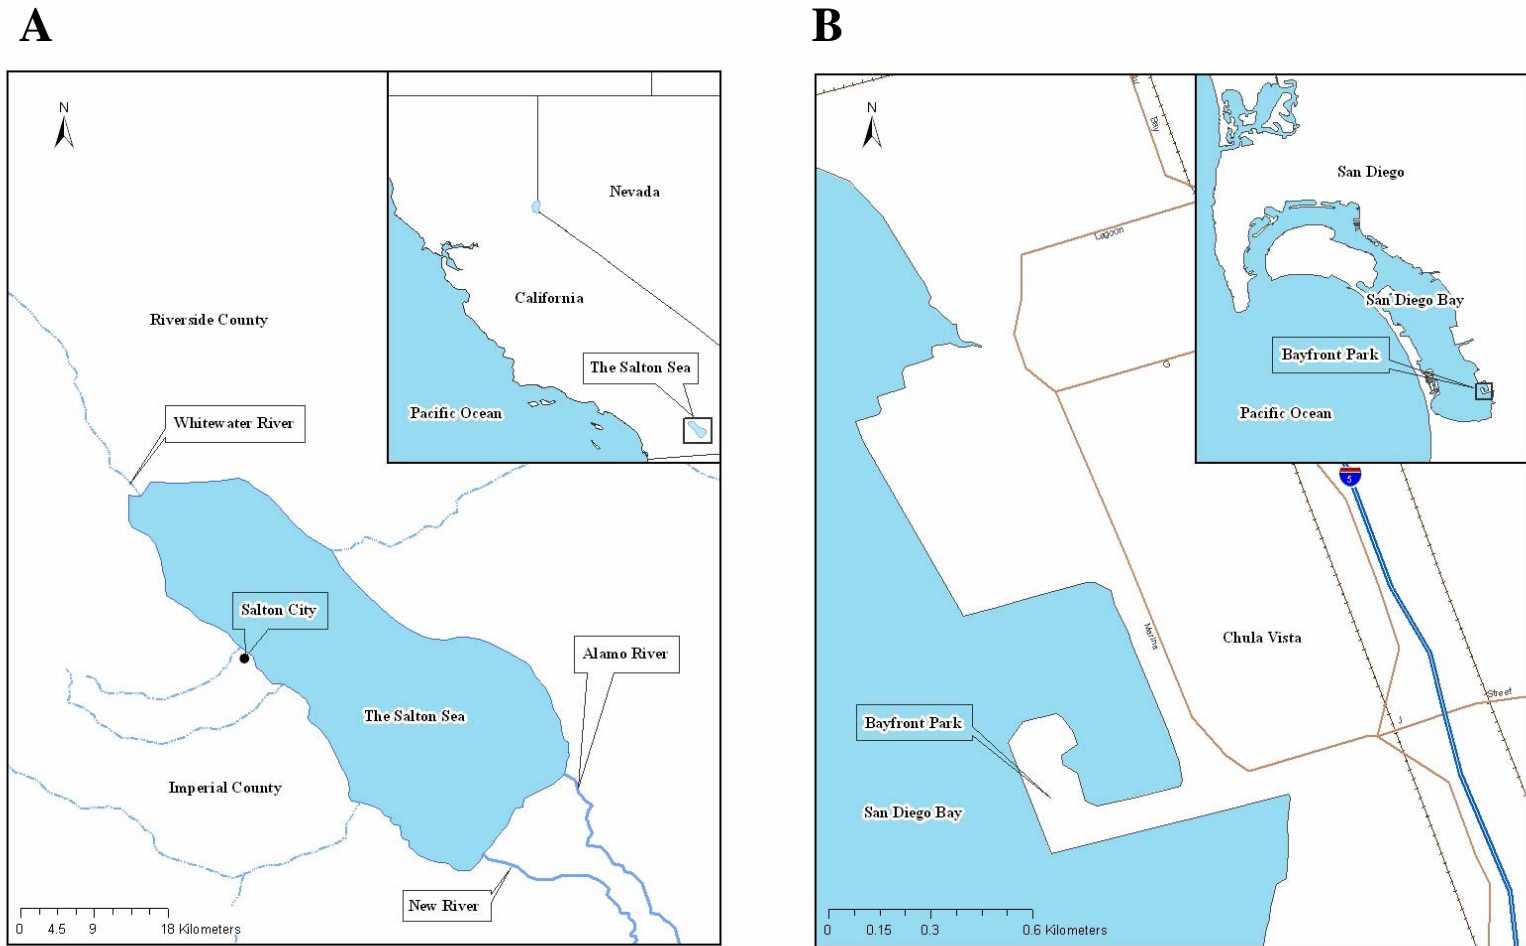 A
B
N
Nevada
California
Riverside County
The Salton Sea
Pacific Ocean
Whitewater River
Salton City
Alamo River
The Salton Sea
Imperial County
New River
0 4.5 9 18 Kilometers
N
Bay
San Diego
Lagoon
San Diego Bay
G
Bayfront Park
Pacific Ocean
5
Marina
Chula Vista
Street
J
Bayfront Park
San Diego Bay
0 0.15 0.3 0.6 Kilometers